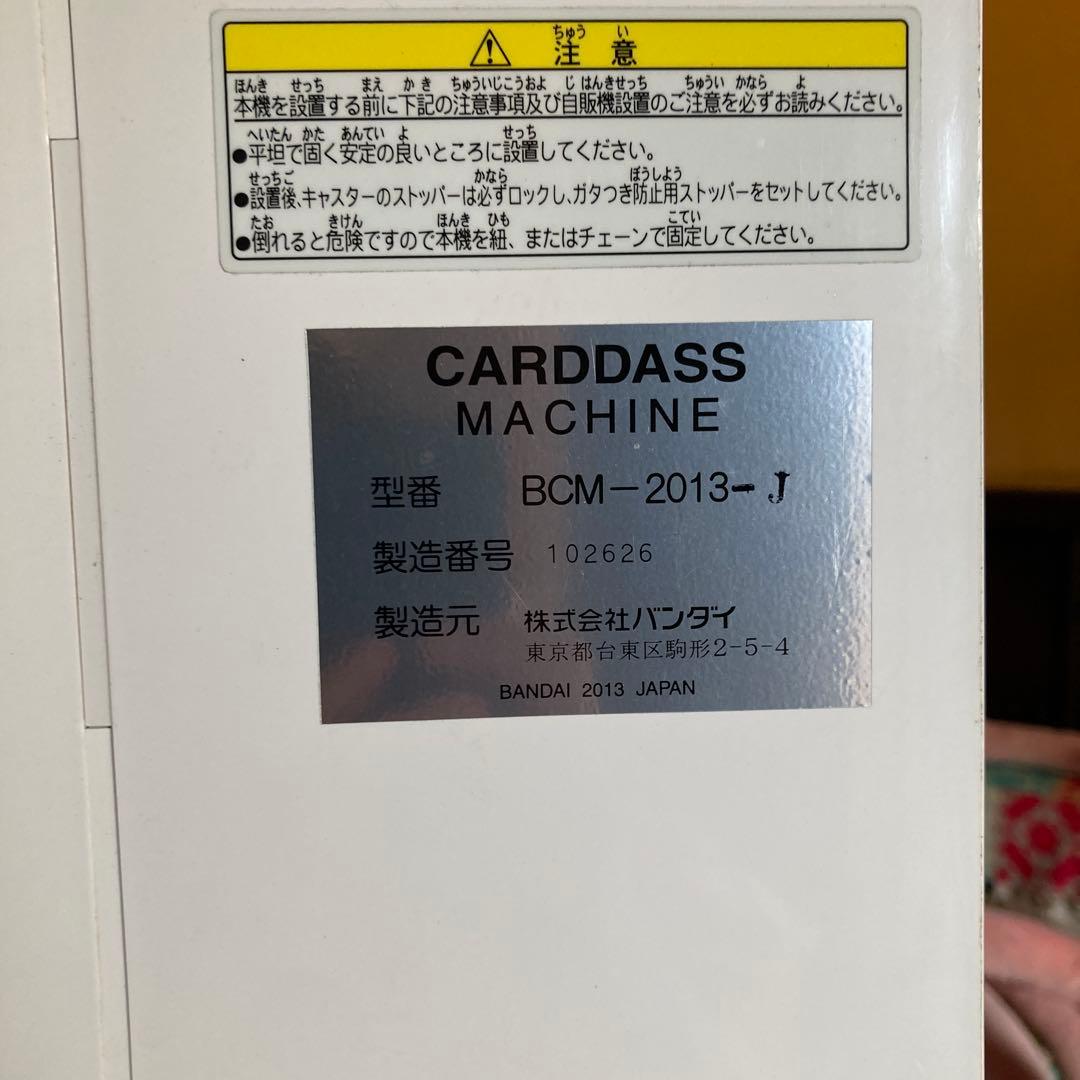 ⚠ 注意
ちゅう い
ほんき せっち まえ かき ちゅういじこうおよ じはんきせっち ちゅうい かなら よ
本機を設置する前に下記の注意事項及び自販機設置のご注意を必ずお読みください。
へいたん かた あんてい よ せっち
●平坦で固く安定の良いところに設置してください。
せっちご かなら ぼうしよう
●設置後、キャスターのストッパーは必ずロックし、ガタつき防止用ストッパーをセットしてください。
たお きけん ほんき ひも こてい
●倒れると危険ですので本機を紐、またはチェーンで固定してください。
CARDDASS
MACHINE
型番 BCM-2013-J
製造番号 102626
製造元 株式会社バンダイ
東京都台東区駒形2-5-4
BANDAI 2013 JAPAN